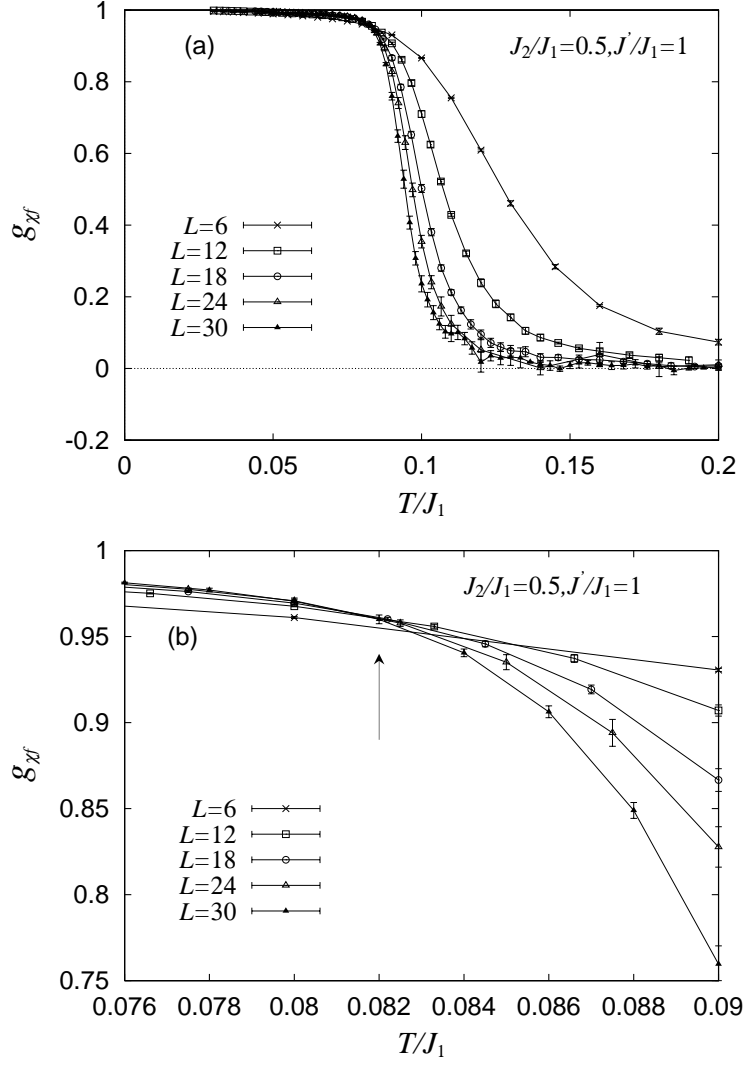 1
(a)
J2/J1=0.5,J'/J1=1
0.8
0.6
gχf
0.4
L=6
L=12
0.2
L=18
L=24
L=30
0
-0.2
0 0.05 0.1 0.15 0.2
T/J1
1
J2/J1=0.5,J'/J1=1
(b)
0.95
0.9
gχf
0.85
L=6
L=12
L=18
0.8
L=24
L=30
0.75
0.076 0.078 0.08 0.082 0.084 0.086 0.088 0.09
T/J1